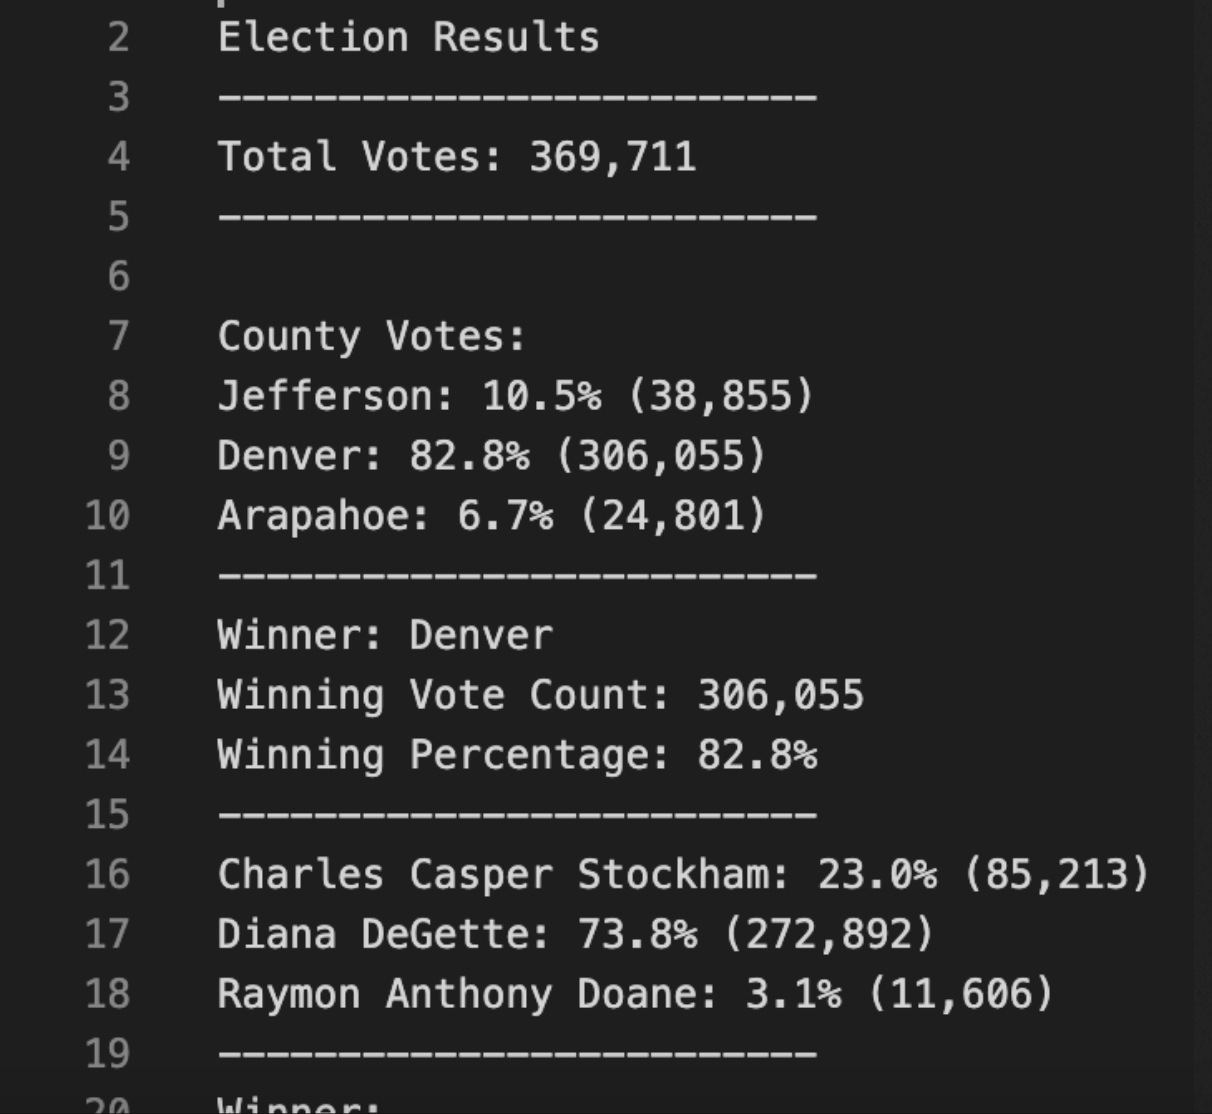 2 Election Results
3 -------------------------
4 Total Votes: 369,711
5 -------------------------
6
7 County Votes:
8 Jefferson: 10.5% (38,855)
9 Denver: 82.8% (306,055)
10 Arapahoe: 6.7% (24,801)
11 -------------------------
12 Winner: Denver
13 Winning Vote Count: 306,055
14 Winning Percentage: 82.8%
15 -------------------------
16 Charles Casper Stockham: 23.0% (85,213)
17 Diana DeGette: 73.8% (272,892)
18 Raymon Anthony Doane: 3.1% (11,606)
19 -------------------------
20 Winner: